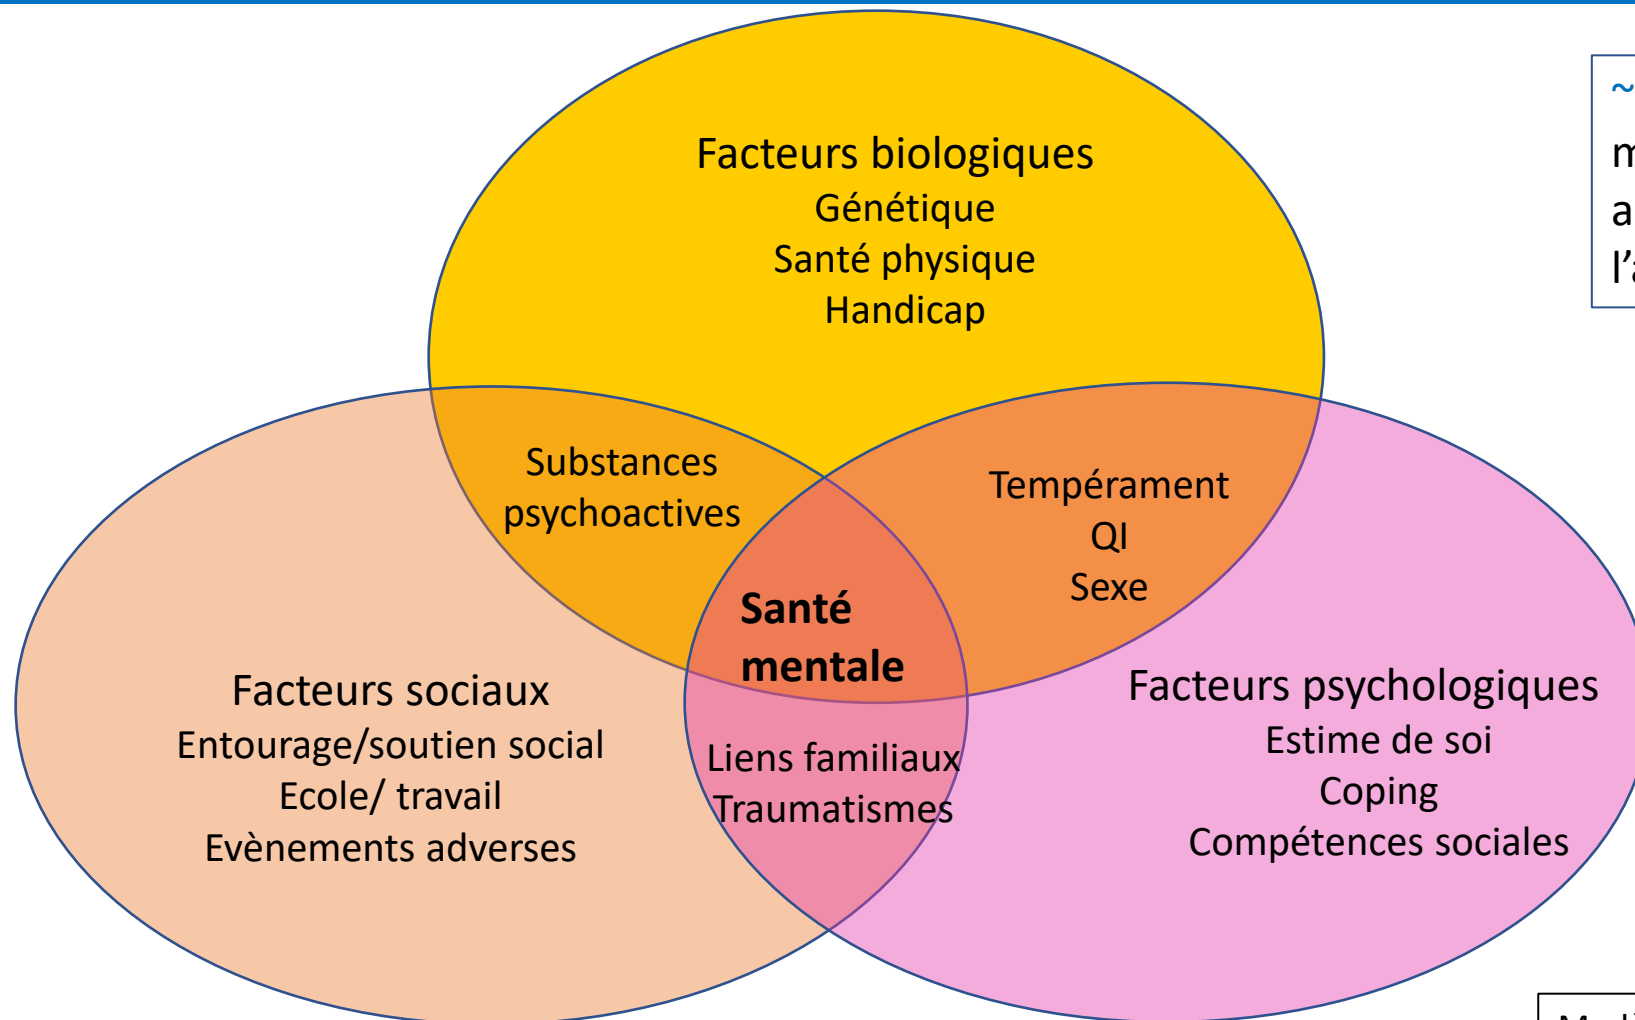 Facteurs biologiques
Génétique
Santé physique
Handicap
Substances
psychoactives
Tempérament
QI
Sexe
Santé
mentale
Facteurs sociaux
Entourage/soutien social
Ecole/ travail
Evènements adverses
Liens familiaux
Traumatismes
Facteurs psychologiques
Estime de soi
Coping
Compétences sociales
~